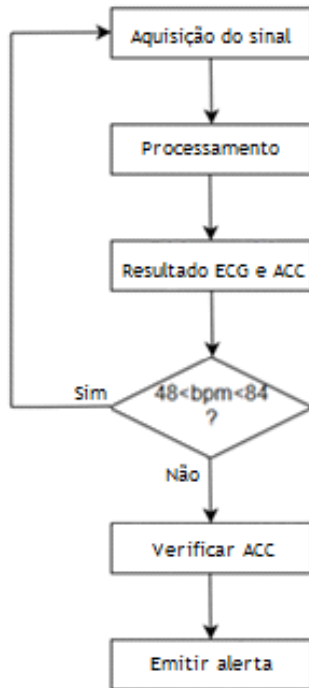 Aquisição do sinal
Processamento
Resultado ECG e ACC
48<bpm<84
?
Sim
Não
Verificar ACC
Emitir alerta